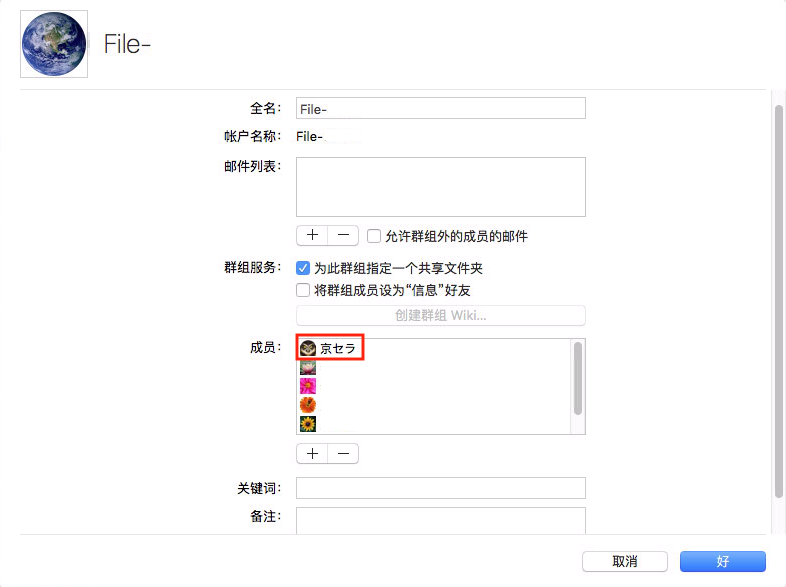 File-
全名： File-
帐户名称： File-
邮件列表：
＋ － 允许群组外的成员的邮件
群组服务： 为此群组指定一个共享文件夹
将群组成员设为“信息”好友
创建群组 Wiki...
成员： 京セラ
＋ －
关键词：
备注：
取消 好